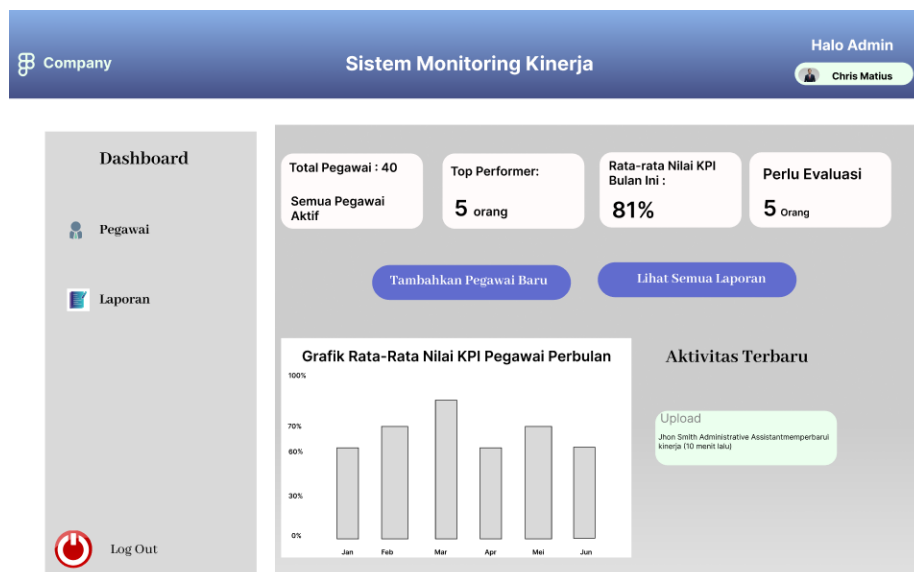 Company
Sistem Monitoring Kinerja
Halo Admin
Chris Matius
Dashboard
Pegawai
Laporan
Log Out
Total Pegawai : 40
Semua Pegawai
Aktif
Top Performer:
5 orang
Rata-rata Nilai KPI
Bulan Ini :
81%
Perlu Evaluasi
5 Orang
Tambahkan Pegawai Baru
Lihat Semua Laporan
Grafik Rata-Rata Nilai KPI Pegawai Perbulan
100%
70%
60%
30%
0%
Jan Feb Mar Apr Mei Jun
Aktivitas Terbaru
Upload
Jhon Smith Administrative Assistantmemperbarui
kinerja (10 menit lalu)